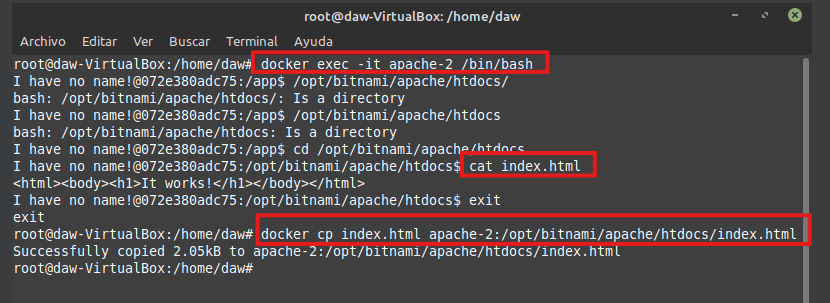 root@daw-VirtualBox: /home/daw
Archivo Editar Ver Buscar Terminal Ayuda
root@daw-VirtualBox:/home/daw# docker exec -it apache-2 /bin/bash
I have no name!@072e380adc75:/app$ /opt/bitnami/apache/htdocs/
bash: /opt/bitnami/apache/htdocs/: Is a directory
I have no name!@072e380adc75:/app$ /opt/bitnami/apache/htdocs
bash: /opt/bitnami/apache/htdocs: Is a directory
I have no name!@072e380adc75:/app$ cd /opt/bitnami/apache/htdocs
I have no name!@072e380adc75:/opt/bitnami/apache/htdocs$ cat index.html
<html><body><h1>It works!</h1></body></html>
I have no name!@072e380adc75:/opt/bitnami/apache/htdocs$ exit
exit
root@daw-VirtualBox:/home/daw# docker cp index.html apache-2:/opt/bitnami/apache/htdocs/index.html
Successfully copied 2.05kB to apache-2:/opt/bitnami/apache/htdocs/index.html
root@daw-VirtualBox:/home/daw#